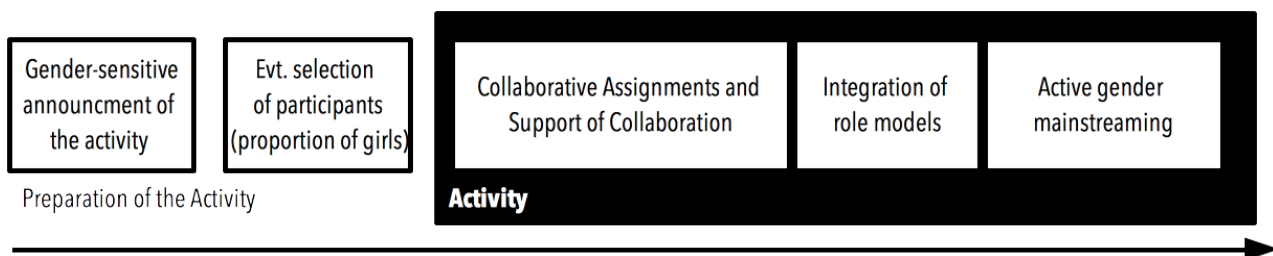 Gender-sensitive
announcment of
the activity
Evt. selection
of participants
(proportion of girls)
Collaborative Assignments and
Support of Collaboration
Integration of
role models
Active gender
mainstreaming
Preparation of the Activity
Activity